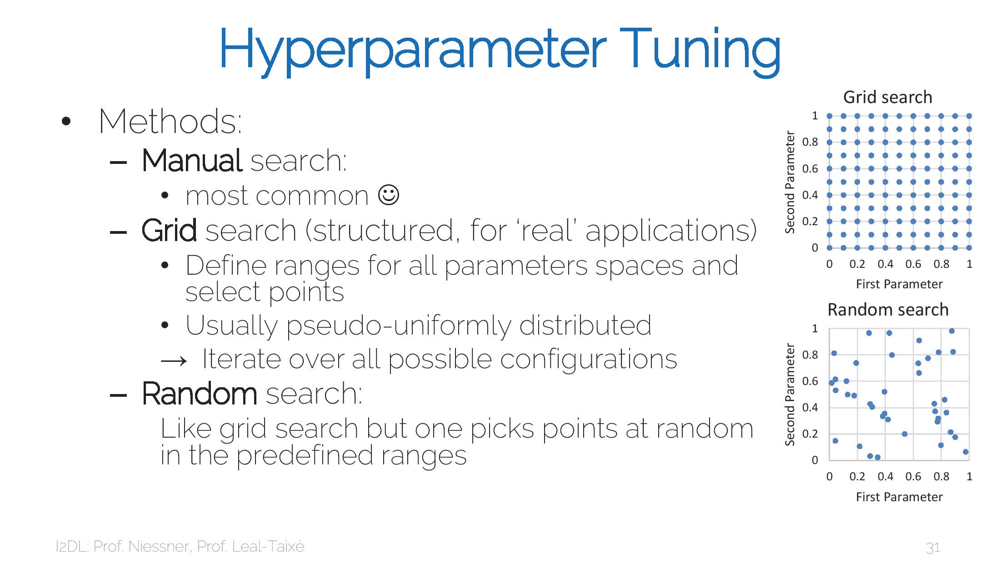 Hyperparameter Tuning
• Methods:
– Manual search:
• most common ☺
– Grid search (structured, for ‘real’ applications)
• Define ranges for all parameters spaces and
select points
• Usually pseudo-uniformly distributed
→ Iterate over all possible configurations
– Random search:
Like grid search but one picks points at random
in the predefined ranges
Grid search
Second Parameter
1
0.8
0.6
0.4
0.2
0
0 0.2 0.4 0.6 0.8 1
First Parameter
Random search
Second Parameter
1
0.8
0.6
0.4
0.2
0
0 0.2 0.4 0.6 0.8 1
First Parameter
I2DL: Prof. Niessner, Prof. Leal-Taixé
31